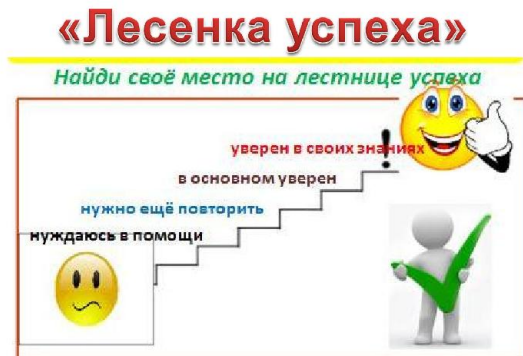 «Лесенка успеха»
Найди своё место на лестнице успеха
уверен в своих знаниях
!
в основном уверен
нужно ещё повторить
нуждаюсь в помощи